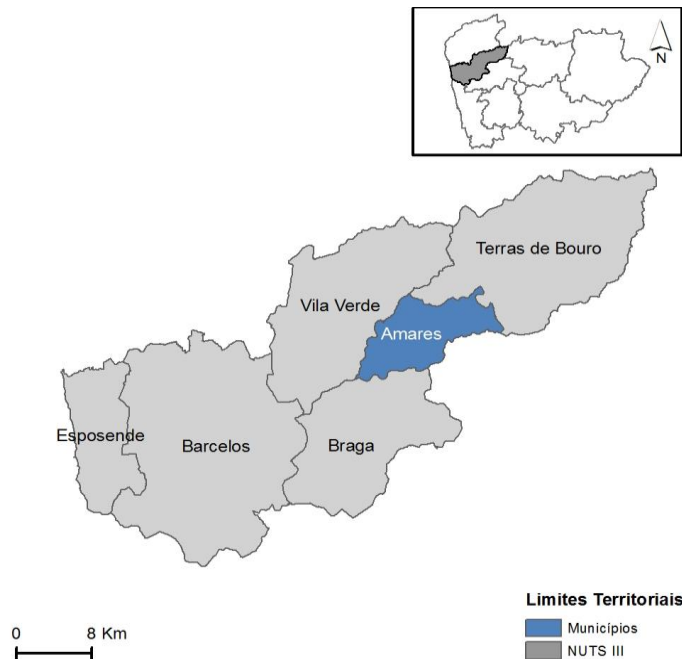 N
Terras de Bouro
Vila Verde
Amares
Esposende
Barcelos
Braga
Limites Territoriais
0 8 Km
Municípios
NUTS III